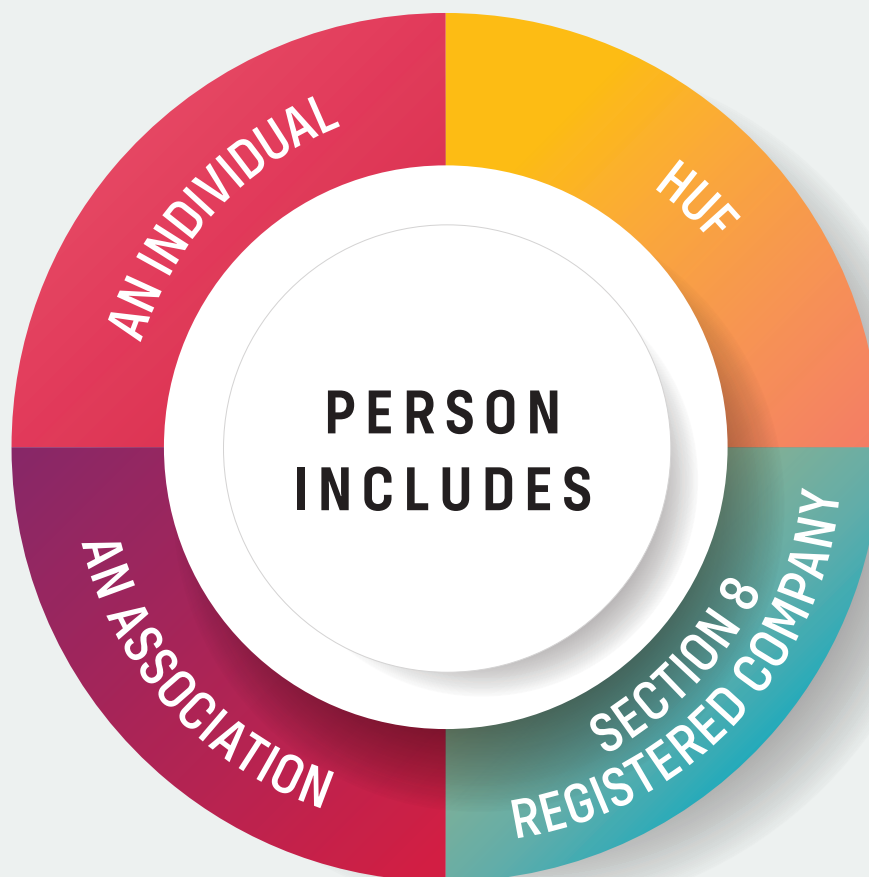 PERSON
INCLUDES
AN INDIVIDUAL
HUF
SECTION 8
REGISTERED COMPANY
AN ASSOCIATION